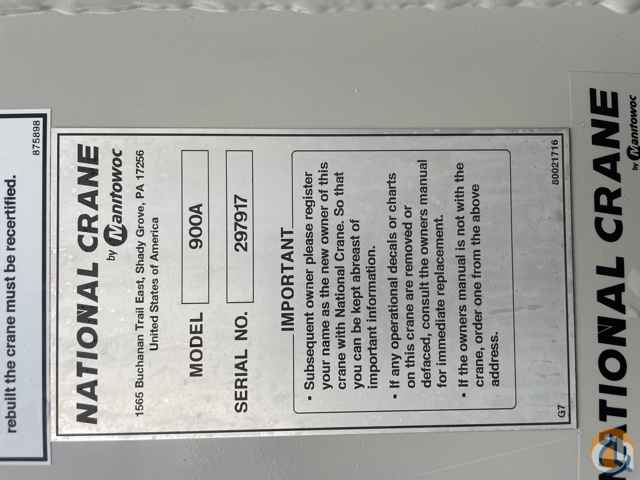 rebuilt the crane must be recertified.
875898
NATIONAL CRANE
by Manitowoc
1565 Buchanan Trail East, Shady Grove, PA 17256
United States of America
MODEL 900A
SERIAL NO. 297917
IMPORTANT
• Subsequent owner please register
your name as the new owner of this
crane with National Crane. So that
you can be kept abreast of
important information.
• If any operational decals or charts
on this crane are removed or
defaced, consult the owners manual
for immediate replacement.
• If the owners manual is not with the
crane, order one from the above
address.
G7
80021716
NATIONAL CRANE
by Manitowoc